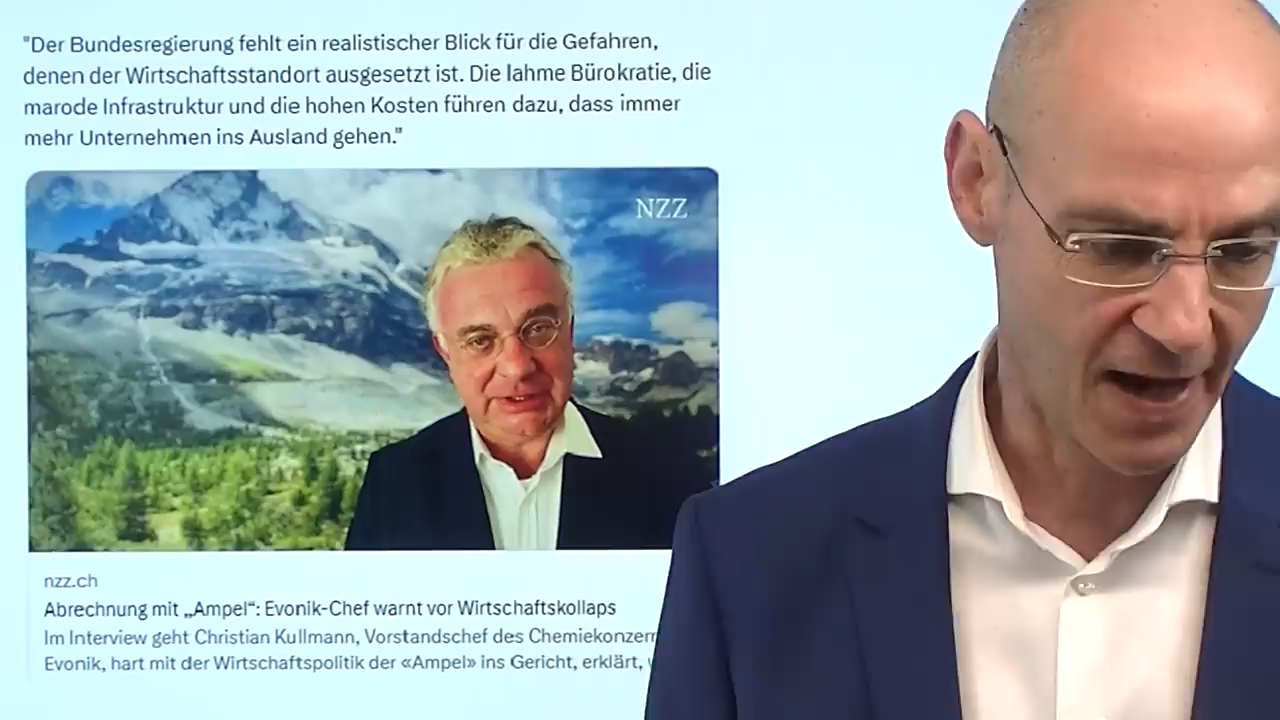 "Der Bundesregierung fehlt ein realistischer Blick für die Gefahren,
denen der Wirtschaftsstandort ausgesetzt ist. Die lahme Bürokratie, die
marode Infrastruktur und die hohen Kosten führen dazu, dass immer
mehr Unternehmen ins Ausland gehen."
NZZ
nzz.ch
Abrechnung mit „Ampel“: Evonik-Chef warnt vor Wirtschaftskollaps
Im Interview geht Christian Kullmann, Vorstandschef des Chemiekonzern
Evonik, hart mit der Wirtschaftspolitik der «Ampel» ins Gericht, erklärt,